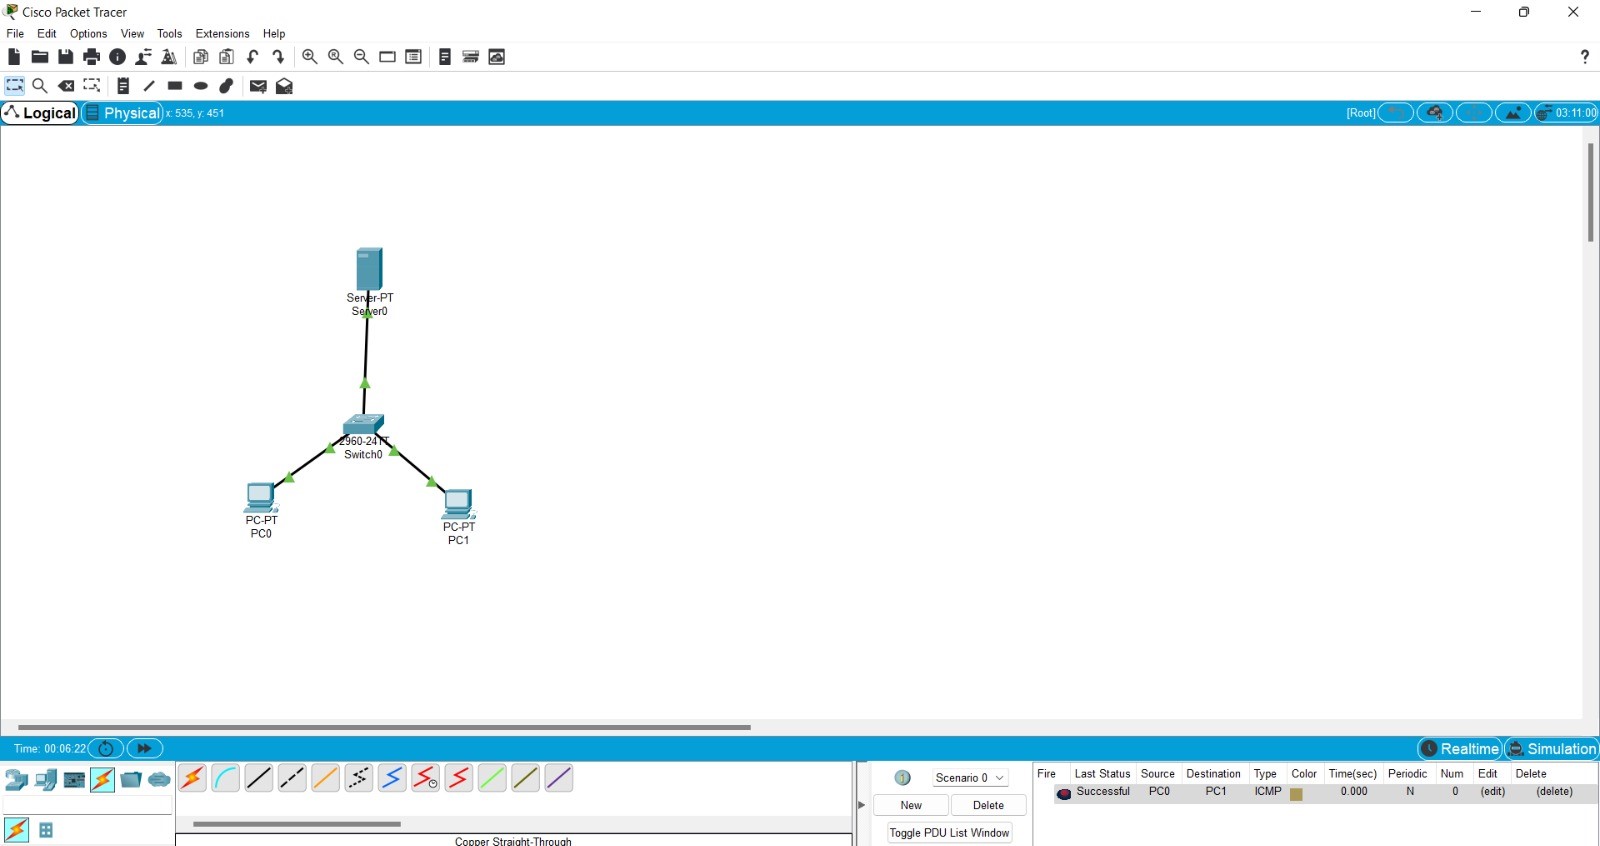 Cisco Packet Tracer
File Edit Options View Tools Extensions Help
?
Logical Physical x: 535, y: 451 [Root] 03:11:00
Server-PT
Server0
2960-24TT
Switch0
PC-PT
PC0
PC-PT
PC1
Time: 00:06:22 Realtime Simulation
Scenario 0
New Delete
Toggle PDU List Window
Fire Last Status Source Destination Type Color Time(sec) Periodic Num Edit Delete
Successful PC0 PC1 ICMP 0.000 N 0 (edit) (delete)
Copper Straight-Through